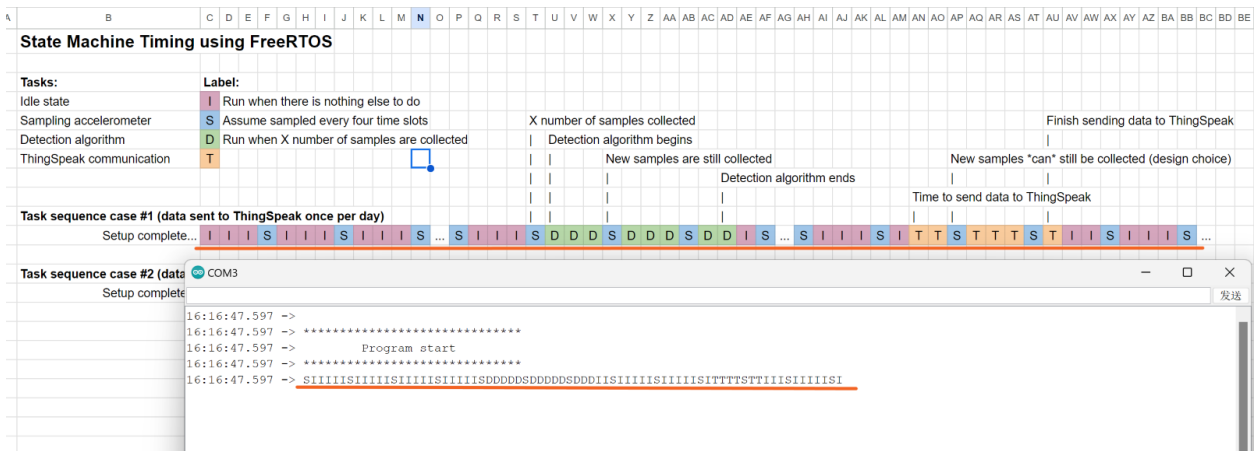 A B C D E F G H I J K L M N O P Q R S T U V W X Y Z AA AB AC AD AE AF AG AH AI AJ AK AL AM AN AO AP AQ AR AS AT AU AV AW AX AY AZ BA BB BC BD BE
State Machine Timing using FreeRTOS
Tasks: Label:
Idle state I Run when there is nothing else to do
Sampling accelerometer S Assume sampled every four time slots X number of samples collected Finish sending data to ThingSpeak
Detection algorithm D Run when X number of samples are collected | Detection algorithm begins |
ThingSpeak communication T | | New samples are still collected New samples *can* still be collected (design choice)
| | | Detection algorithm ends | |
| | | | Time to send data to ThingSpeak
Task sequence case #1 (data sent to ThingSpeak once per day) | | | | | | |
Setup complete... I I I S I I I S I I I S ... S I I I S D D D S D D D S D D I S ... S I I I S I T T S T T T S T I I S I I I S ...
Task sequence case #2 (data
Setup complete
COM3
发送
16:16:47.597 ->
16:16:47.597 -> ******************************
16:16:47.597 -> Program start
16:16:47.597 -> ******************************
16:16:47.597 -> SIIIIISIIIIISIIIIISIIIIISDDDDDSDDDDDSDDDIISIIIIISIIIIISITTTTSTTIIISIIIIISI